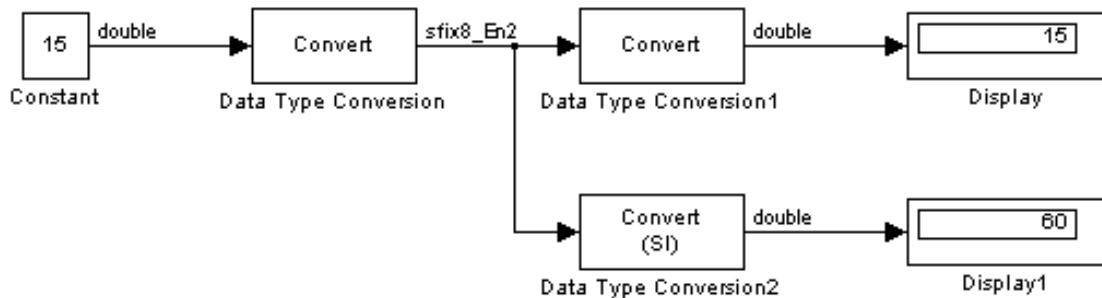 15
double
Convert
sfix8_En2
Convert
double
15
Constant
Data Type Conversion
Data Type Conversion1
Display
Convert
(SI)
double
60
Data Type Conversion2
Display1